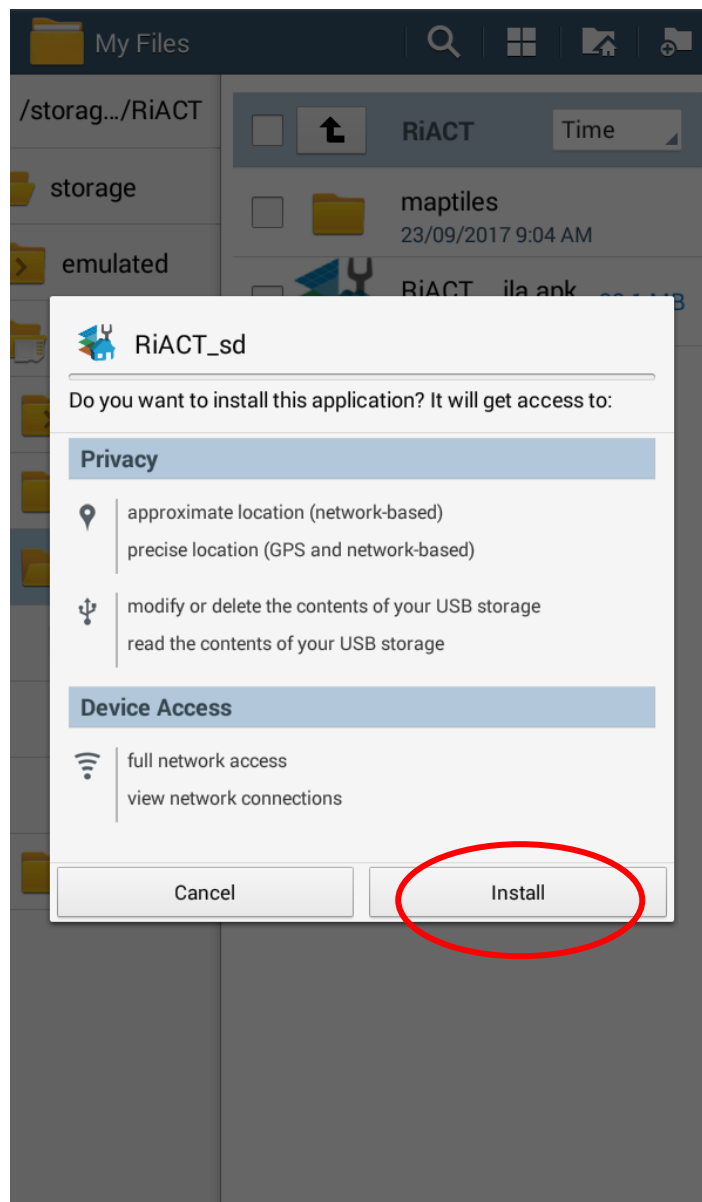 My Files
/storag.../RiACT
storage
emulated
RiACT
Time
maptiles
23/09/2017 9:04 AM
RiACT_sd
Do you want to install this application? It will get access to:
Privacy
approximate location (network-based)
precise location (GPS and network-based)
modify or delete the contents of your USB storage
read the contents of your USB storage
Device Access
full network access
view network connections
Cancel
Install